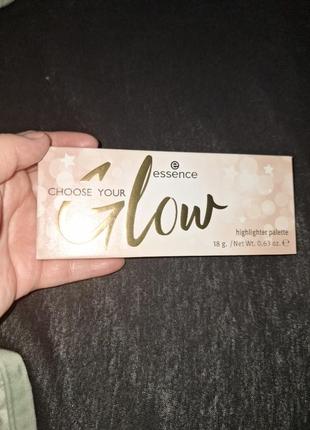 essence
CHOOSE YOUR
Glow
highlighter palette
18 g. / Net Wt. 0.63 oz. ℮